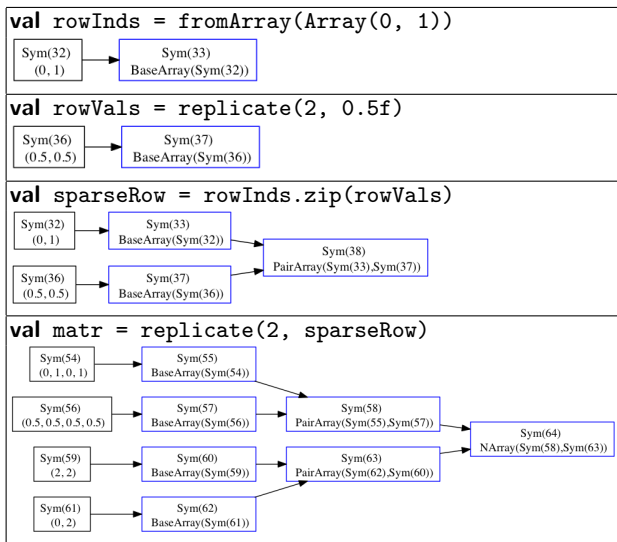 val rowInds = fromArray(Array(0, 1))
Sym(32)
(0, 1)
Sym(33)
BaseArray(Sym(32))
val rowVals = replicate(2, 0.5f)
Sym(36)
(0.5, 0.5)
Sym(37)
BaseArray(Sym(36))
val sparseRow = rowInds.zip(rowVals)
Sym(32)
(0, 1)
Sym(33)
BaseArray(Sym(32))
Sym(38)
PairArray(Sym(33),Sym(37))
Sym(36)
(0.5, 0.5)
Sym(37)
BaseArray(Sym(36))
val matr = replicate(2, sparseRow)
Sym(54)
(0, 1, 0, 1)
Sym(55)
BaseArray(Sym(54))
Sym(56)
(0.5, 0.5, 0.5, 0.5)
Sym(57)
BaseArray(Sym(56))
Sym(58)
PairArray(Sym(55),Sym(57))
Sym(64)
NArray(Sym(58),Sym(63))
Sym(59)
(2, 2)
Sym(60)
BaseArray(Sym(59))
Sym(63)
PairArray(Sym(62),Sym(60))
Sym(61)
(0, 2)
Sym(62)
BaseArray(Sym(61))